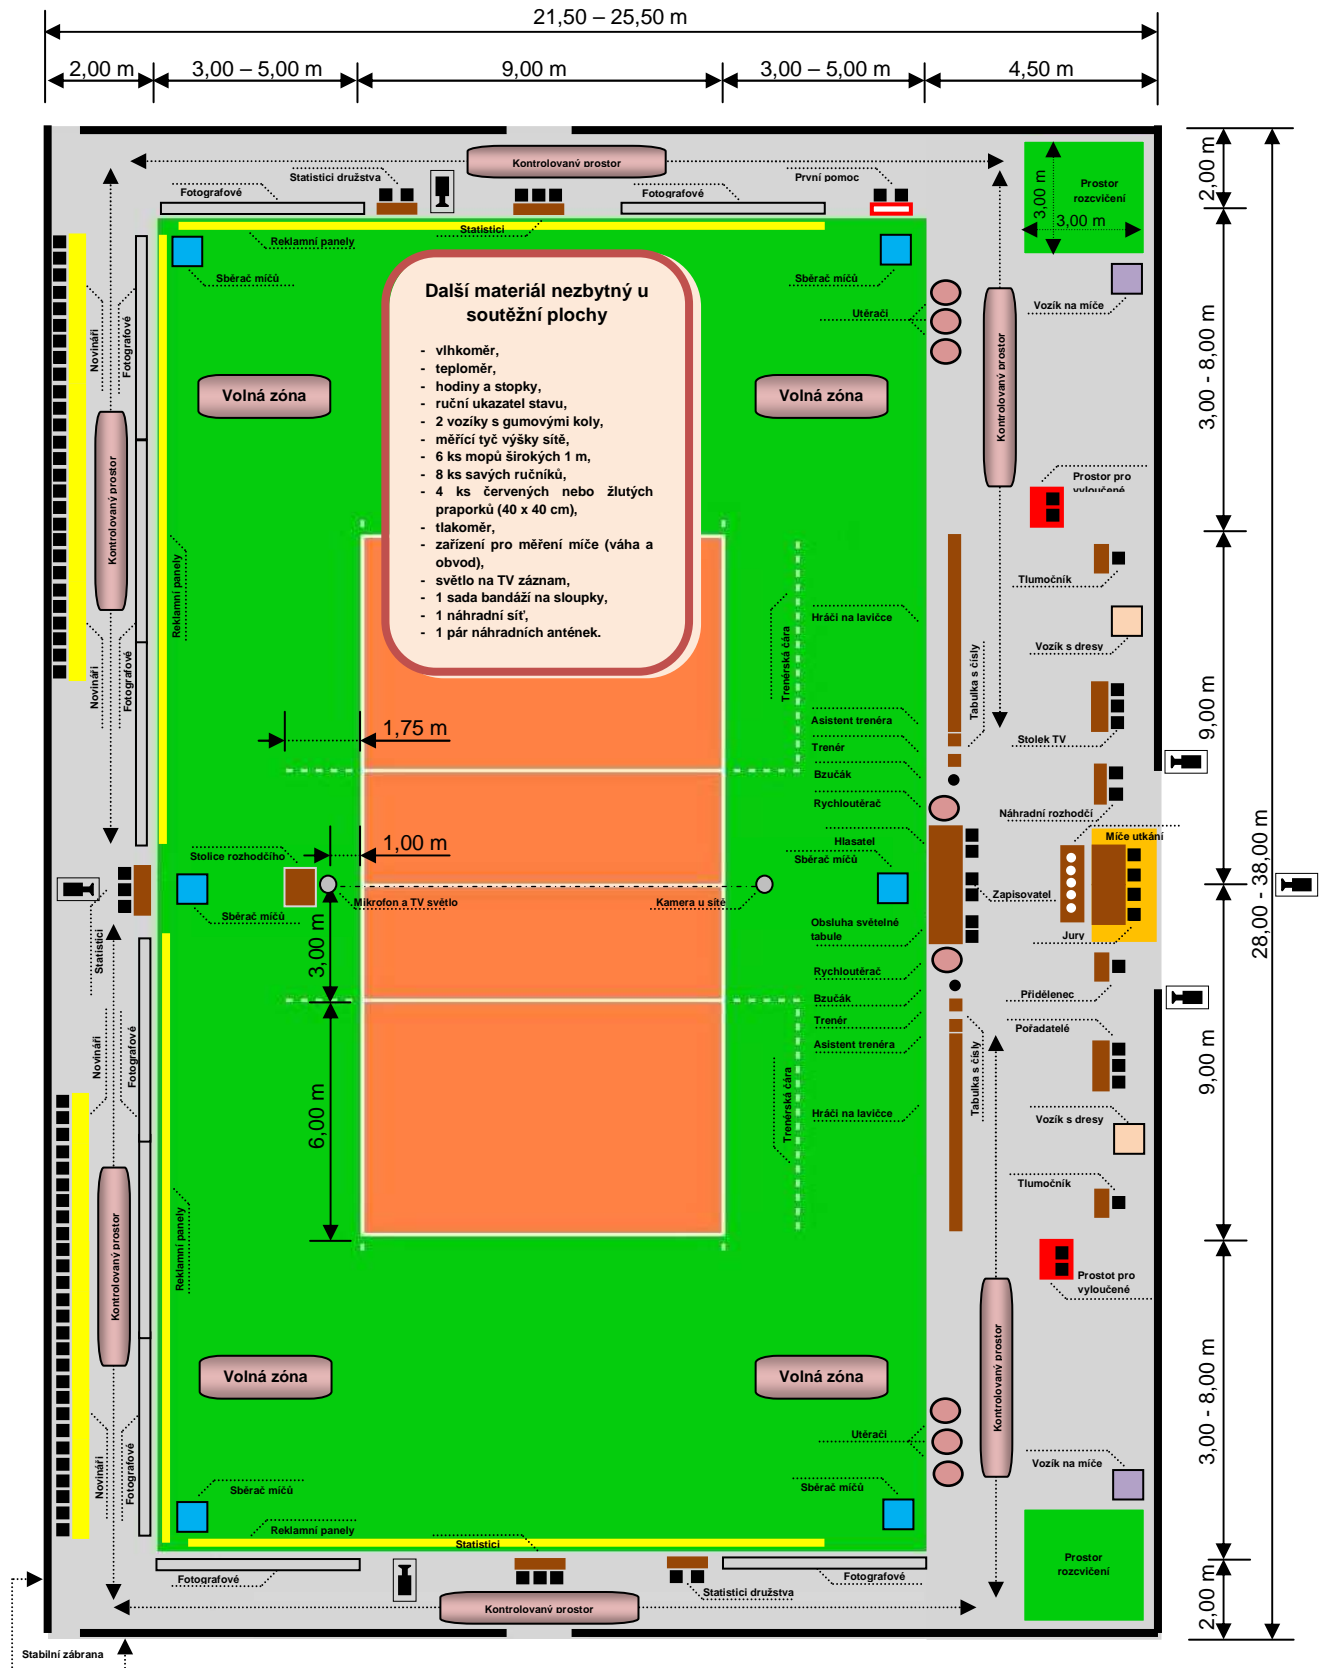 21,50 – 25,50 m
2,00 m
3,00 – 5,00 m
9,00 m
3,00 – 5,00 m
4,50 m
Kontrolovaný prostor
Statistici družstva
První pomoc
Fotografové
Fotografové
Statistici
Reklamní panely
Sběrač míčů
Sběrač míčů
Prostor
rozcvičení
3,00 m
3,00 m
2,00 m
Vozík na míče
Utěrači
Další materiál nezbytný u
soutěžní plochy
- vlhkoměr,
- teploměr,
- hodiny a stopky,
- ruční ukazatel stavu,
- 2 vozíky s gumovými koly,
- měřící tyč výšky sítě,
- 6 ks mopů širokých 1 m,
- 8 ks savých ručníků,
- 4 ks červených nebo žlutých
praporků (40 x 40 cm),
- tlakoměr,
- zařízení pro měření míče (váha a
obvod),
- světlo na TV záznam,
- 1 sada bandáží na sloupky,
- 1 náhradní síť,
- 1 pár náhradních antének.
Volná zóna
Volná zóna
Novináři
Fotografové
Kontrolovaný prostor
Kontrolovaný prostor
3,00 - 8,00 m
Prostor pro
vyloučené
Reklamní panely
Tlumočník
Trenérská čára
Hráči na lavičce
Vozík s dresy
Novináři
Fotografové
Tabulka s čísly
9,00 m
Asistent trenéra
1,75 m
Stolek TV
Trenér
Bzučák
Rychloutěrač
Náhradní rozhodčí
Míče utkání
1,00 m
Hlasatel
Stolice rozhodčího
Sběrač míčů
Mikrofon a TV světlo
Kamera u sítě
Zapisovatel
Sběrač míčů
Obsluha světelné
tabule
Jury
28,00 - 38,00 m
Statistici
3,00 m
Rychloutěrač
Přidělenec
Bzučák
Trenér
Pořadatelé
Asistent trenéra
Novináři
Fotografové
Tabulka s čísly
9,00 m
6,00 m
Trenérská čára
Hráči na lavičce
Vozík s dresy
Tlumočník
Kontrolovaný prostor
Reklamní panely
Prostot pro
vyloučené
Kontrolovaný prostor
Volná zóna
Volná zóna
3,00 - 8,00 m
Utěrači
Novináři
Fotografové
Vozík na míče
Sběrač míčů
Sběrač míčů
Reklamní panely
Statistici
Prostor
rozcvičení
Fotografové
Statistici družstva
Fotografové
Kontrolovaný prostor
2,00 m
Stabilní zábrana